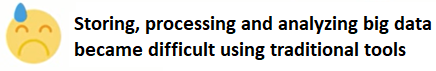 Storing, processing and analyzing big data
became difficult using traditional tools